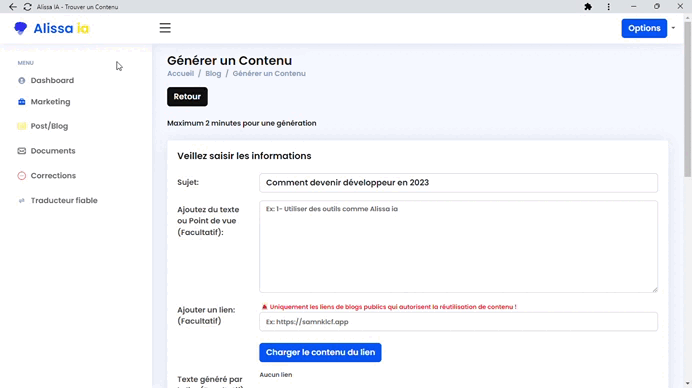 Alissa IA - Trouver un Contenu
Alissa ia
Options
MENU
Dashboard
Marketing
Post/Blog
Documents
Corrections
Traducteur fiable
Générer un Contenu
Accueil / Blog / Générer un Contenu
Retour
Maximum 2 minutes pour une génération
Veillez saisir les informations
Sujet:
Comment devenir développeur en 2023
Ajoutez du texte
ou Point de vue
(Facultatif):
Ex: 1- Utiliser des outils comme Alissa ia
Ajouter un lien:
(Facultatif)
Uniquement les liens de blogs publics qui autorisent la réutilisation de contenu !
Ex: https://samnklcf.app
Charger le contenu du lien
Texte généré par
Aucun lien